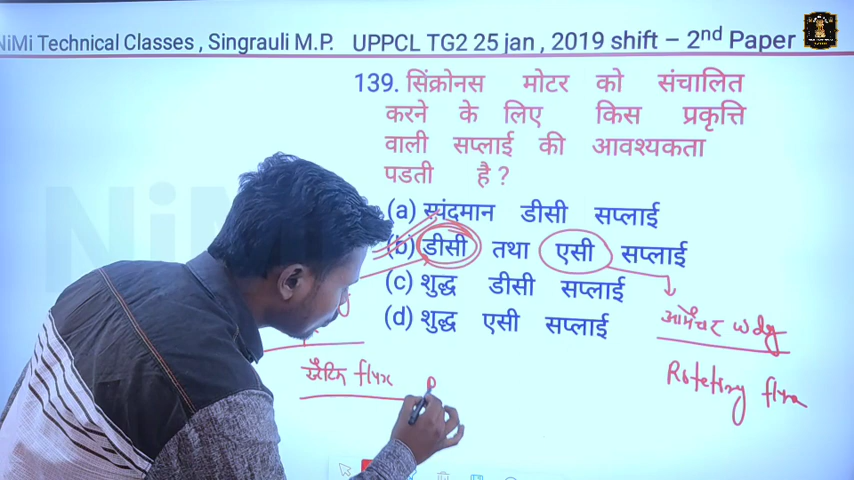 NiMi Technical Classes , Singrauli M.P. UPPCL TG2 25 jan , 2019 shift – 2nd Paper
139. सिंक्रोनस मोटर को संचालित
करने के लिए किस प्रकृत्ति
वाली सप्लाई की आवश्यकता
पडती है ?
(a) स्पंदमान डीसी सप्लाई
(b) डीसी तथा एसी सप्लाई
(c) शुद्ध डीसी सप्लाई
(d) शुद्ध एसी सप्लाई
आर्मेचर wdg
स्टैटिक flux
Roteting flux